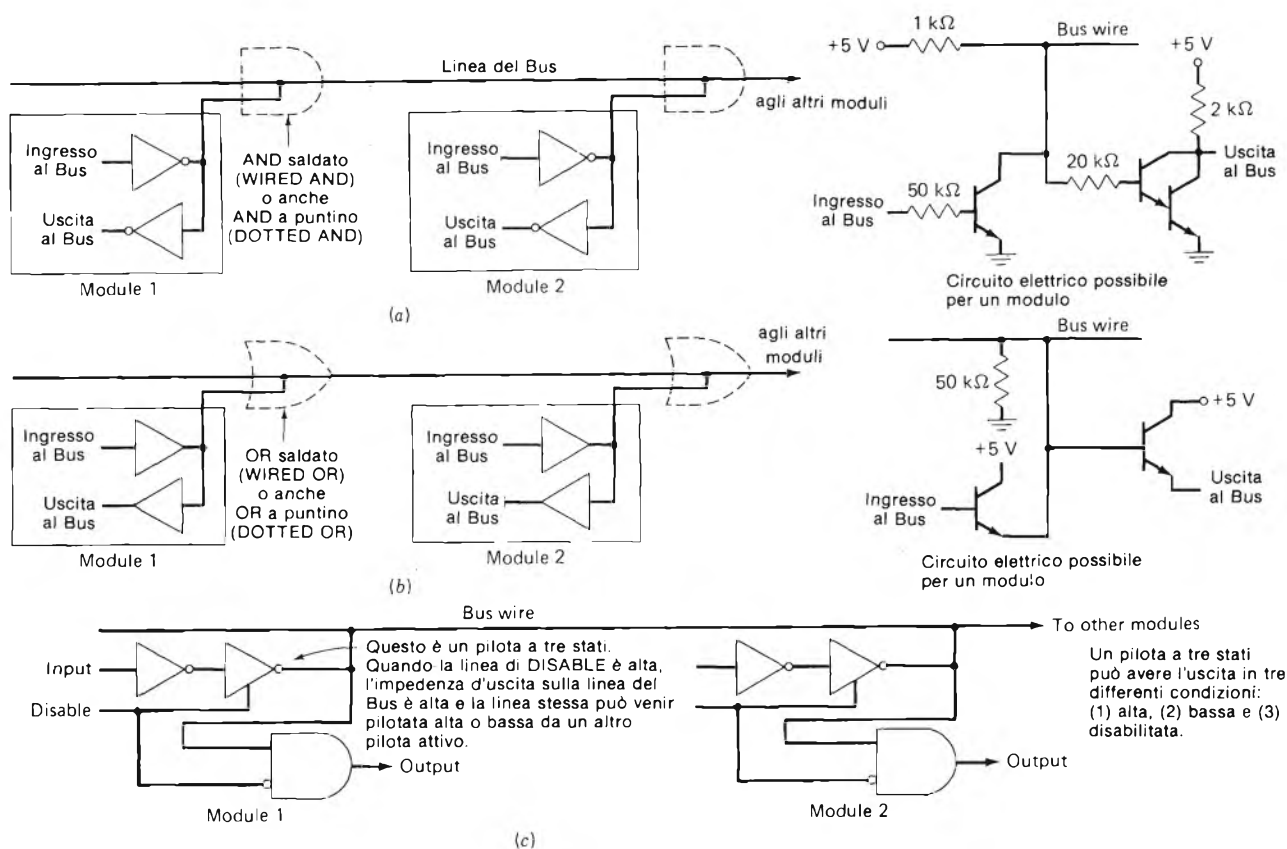 1 kΩ
+5 V
Bus wire
+5 V
2 kΩ
Linea del Bus
agli altri moduli
Ingresso
al Bus
Uscita
al Bus
Module 1
AND saldato
(WIRED AND)
o anche
AND a puntino
(DOTTED AND)
Ingresso
al Bus
Uscita
al Bus
Module 2
Ingresso
al Bus
50 kΩ
20 kΩ
Uscita
al Bus
Circuito elettrico possibile
per un modulo
(a)
agli altri
moduli
Ingresso
al Bus
Uscita
al Bus
Module 1
OR saldato
(WIRED OR)
o anche
OR a puntino
(DOTTED OR)
Ingresso
al Bus
Uscita
al Bus
Module 2
Bus wire
50 kΩ
+5 V
+5 V
Ingresso
al Bus
Uscita
al Bus
Circuito elettrico possibile
per un modulo
(b)
Bus wire
To other modules
Input
Disable
Questo è un pilota a tre stati.
Quando la linea di DISABLE è alta,
l'impedenza d'uscita sulla linea del
Bus è alta e la linea stessa può venir
pilotata alta o bassa da un altro
pilota attivo.
Output
Module 1
Output
Module 2
Un pilota a tre stati
può avere l'uscita in tre
differenti condizioni:
(1) alta, (2) bassa e (3)
disabilitata.
(c)